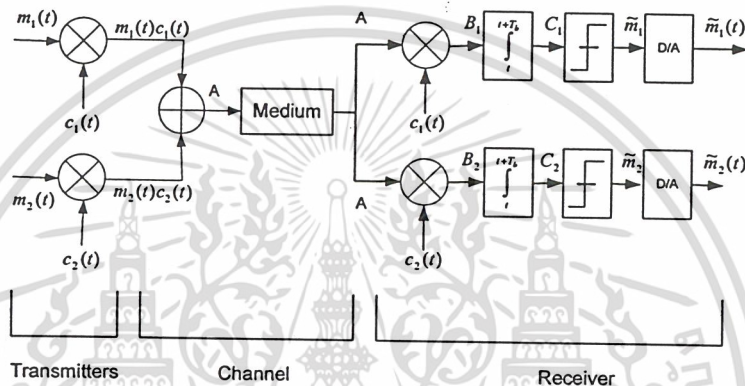 m₁(t)
m₁(t)c₁(t)
c₁(t)
A
Medium
m₂(t)
m₂(t)c₂(t)
c₂(t)
A
B₁
t+T_b
∫
t
C₁
m̃₁
D/A
m̃₁(t)
c₁(t)
A
B₂
t+T_b
∫
t
C₂
m̃₂
D/A
m̃₂(t)
c₂(t)
Transmitters
Channel
Receiver